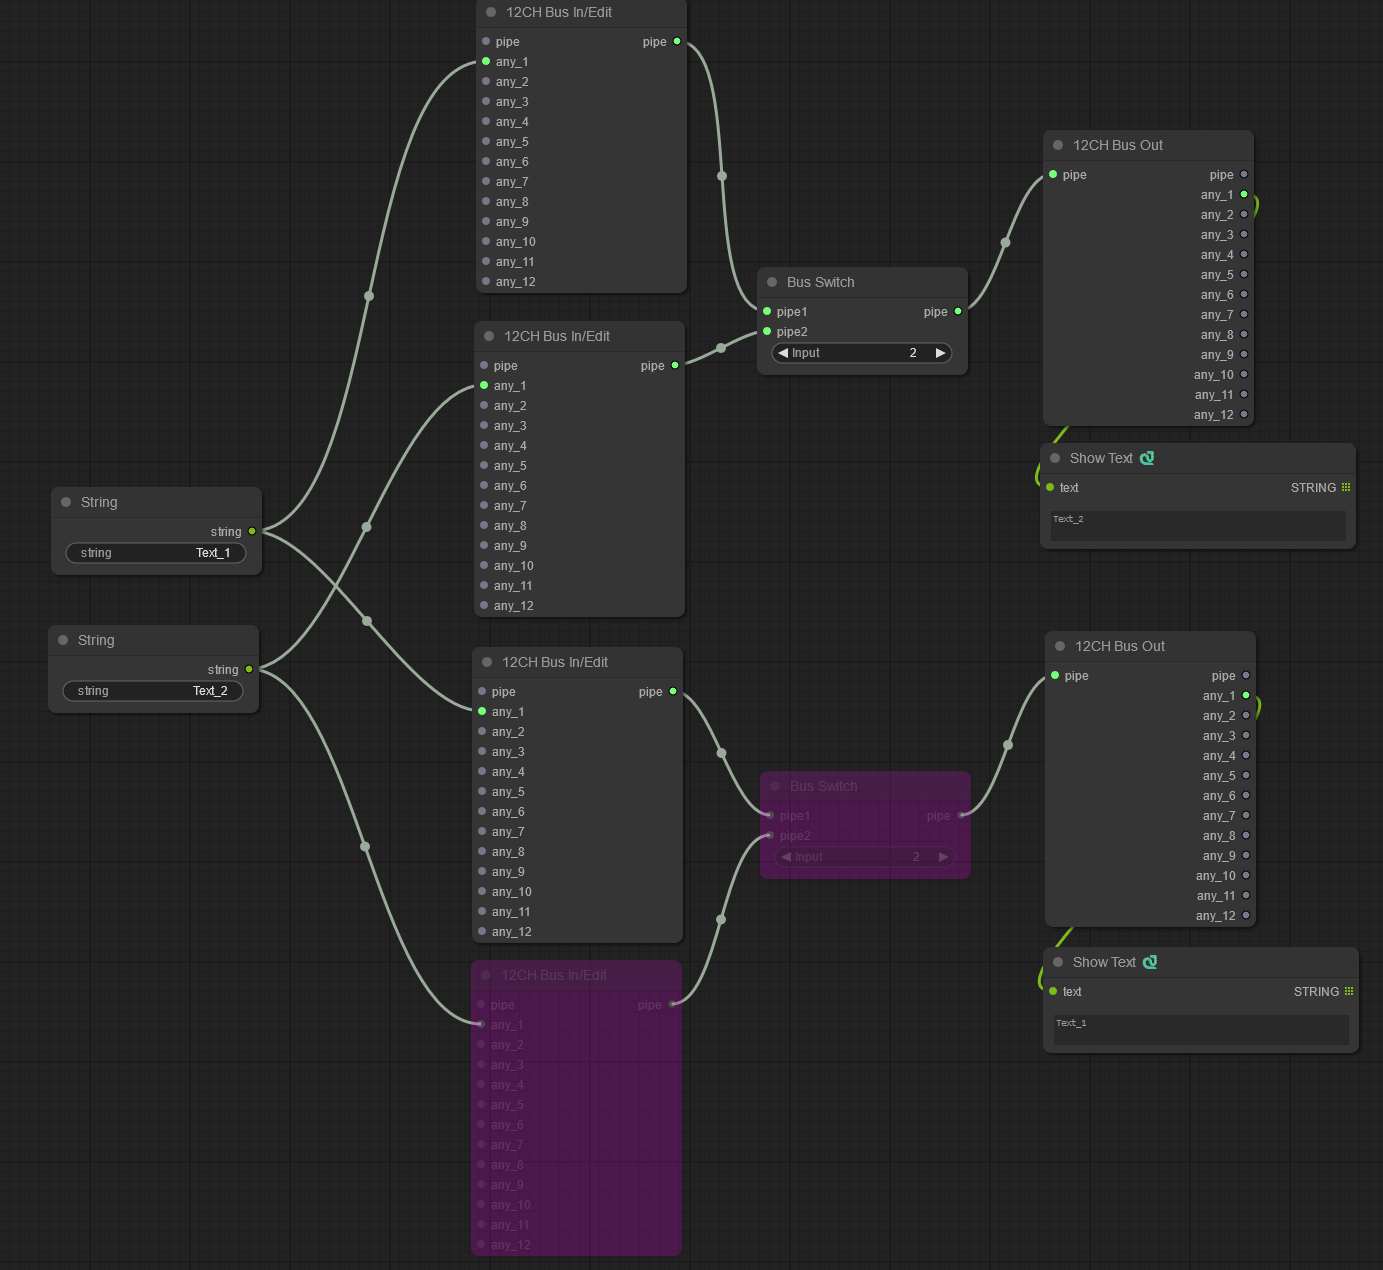 12CH Bus In/Edit
pipe pipe
any_1
any_2
any_3
any_4
any_5
any_6
any_7
any_8
any_9
any_10
any_11
any_12
12CH Bus In/Edit
pipe pipe
any_1
any_2
any_3
any_4
any_5
any_6
any_7
any_8
any_9
any_10
any_11
any_12
String
string
string Text_1
String
string
string Text_2
12CH Bus In/Edit
pipe pipe
any_1
any_2
any_3
any_4
any_5
any_6
any_7
any_8
any_9
any_10
any_11
any_12
12CH Bus In/Edit
pipe pipe
any_1
any_2
any_3
any_4
any_5
any_6
any_7
any_8
any_9
any_10
any_11
any_12
Bus Switch
pipe1 pipe
pipe2
Input 2
Bus Switch
pipe1 pipe
pipe2
Input 2
12CH Bus Out
pipe pipe
any_1
any_2
any_3
any_4
any_5
any_6
any_7
any_8
any_9
any_10
any_11
any_12
Show Text
text STRING
Text_2
12CH Bus Out
pipe pipe
any_1
any_2
any_3
any_4
any_5
any_6
any_7
any_8
any_9
any_10
any_11
any_12
Show Text
text STRING
Text_1